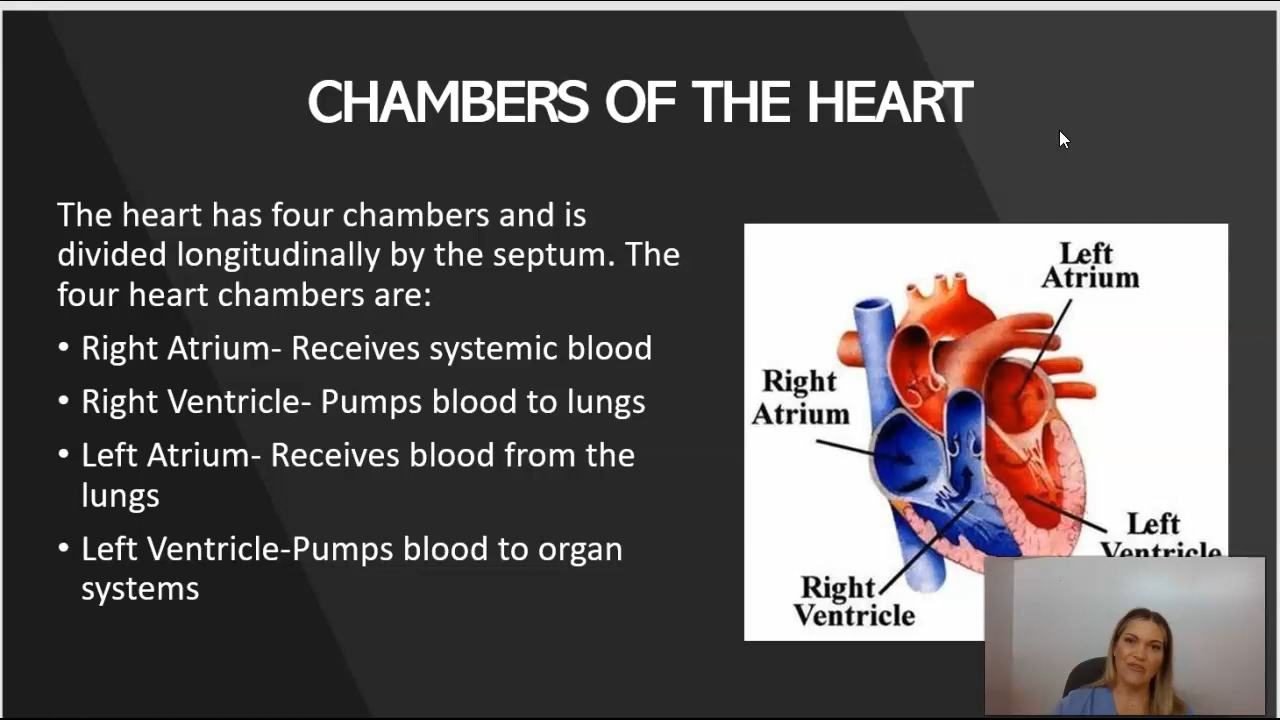 CHAMBERS OF THE HEART
The heart has four chambers and is
divided longitudinally by the septum. The
four heart chambers are:
• Right Atrium- Receives systemic blood
• Right Ventricle- Pumps blood to lungs
• Left Atrium- Receives blood from the
lungs
• Left Ventricle-Pumps blood to organ
systems
Left
Atrium
Right
Atrium
Left
Ventricle
Right
Ventricle